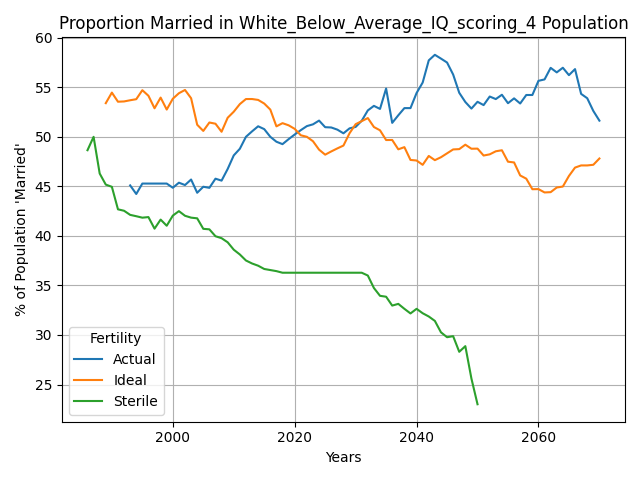 Proportion Married in White_Below_Average_IQ_scoring_4 Population
% of Population 'Married'
60
55
50
45
40
35
30
25
2000
2020
2040
2060
Years
Fertility
Actual
Ideal
Sterile